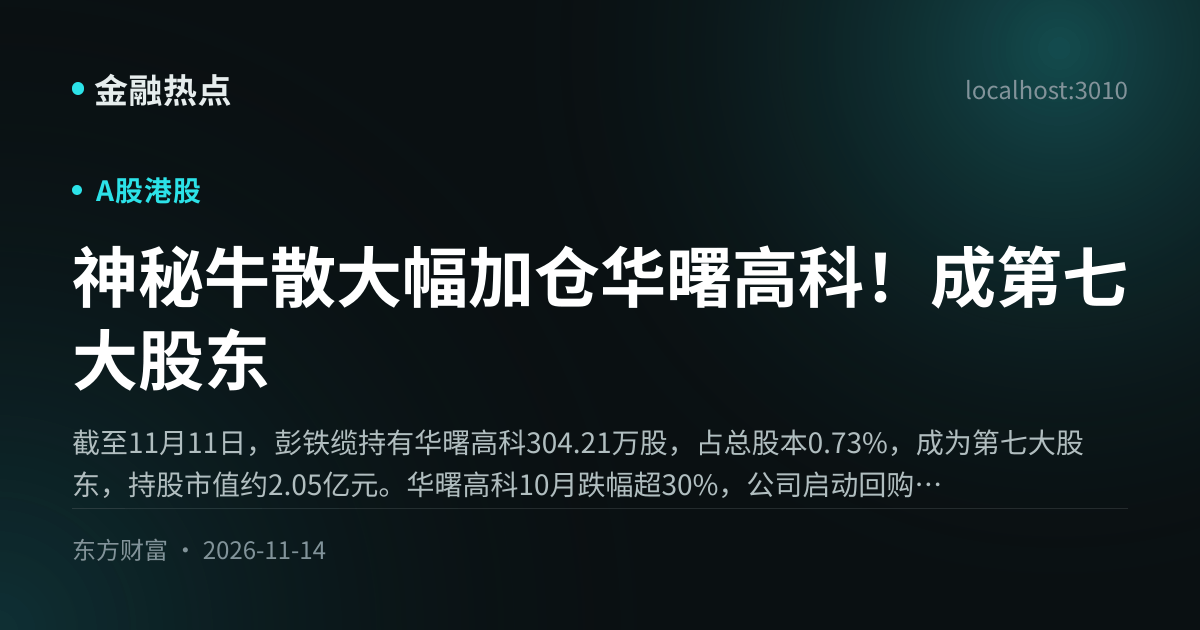 金融热点
localhost:3010
A股港股
神秘牛散大幅加仓华曙高科！成第七
大股东
截至11月11日，彭铁缆持有华曙高科304.21万股，占总股本0.73%，成为第七大股
东，持股市值约2.05亿元。华曙高科10月跌幅超30%，公司启动回购…
东方财富 · 2026-11-14